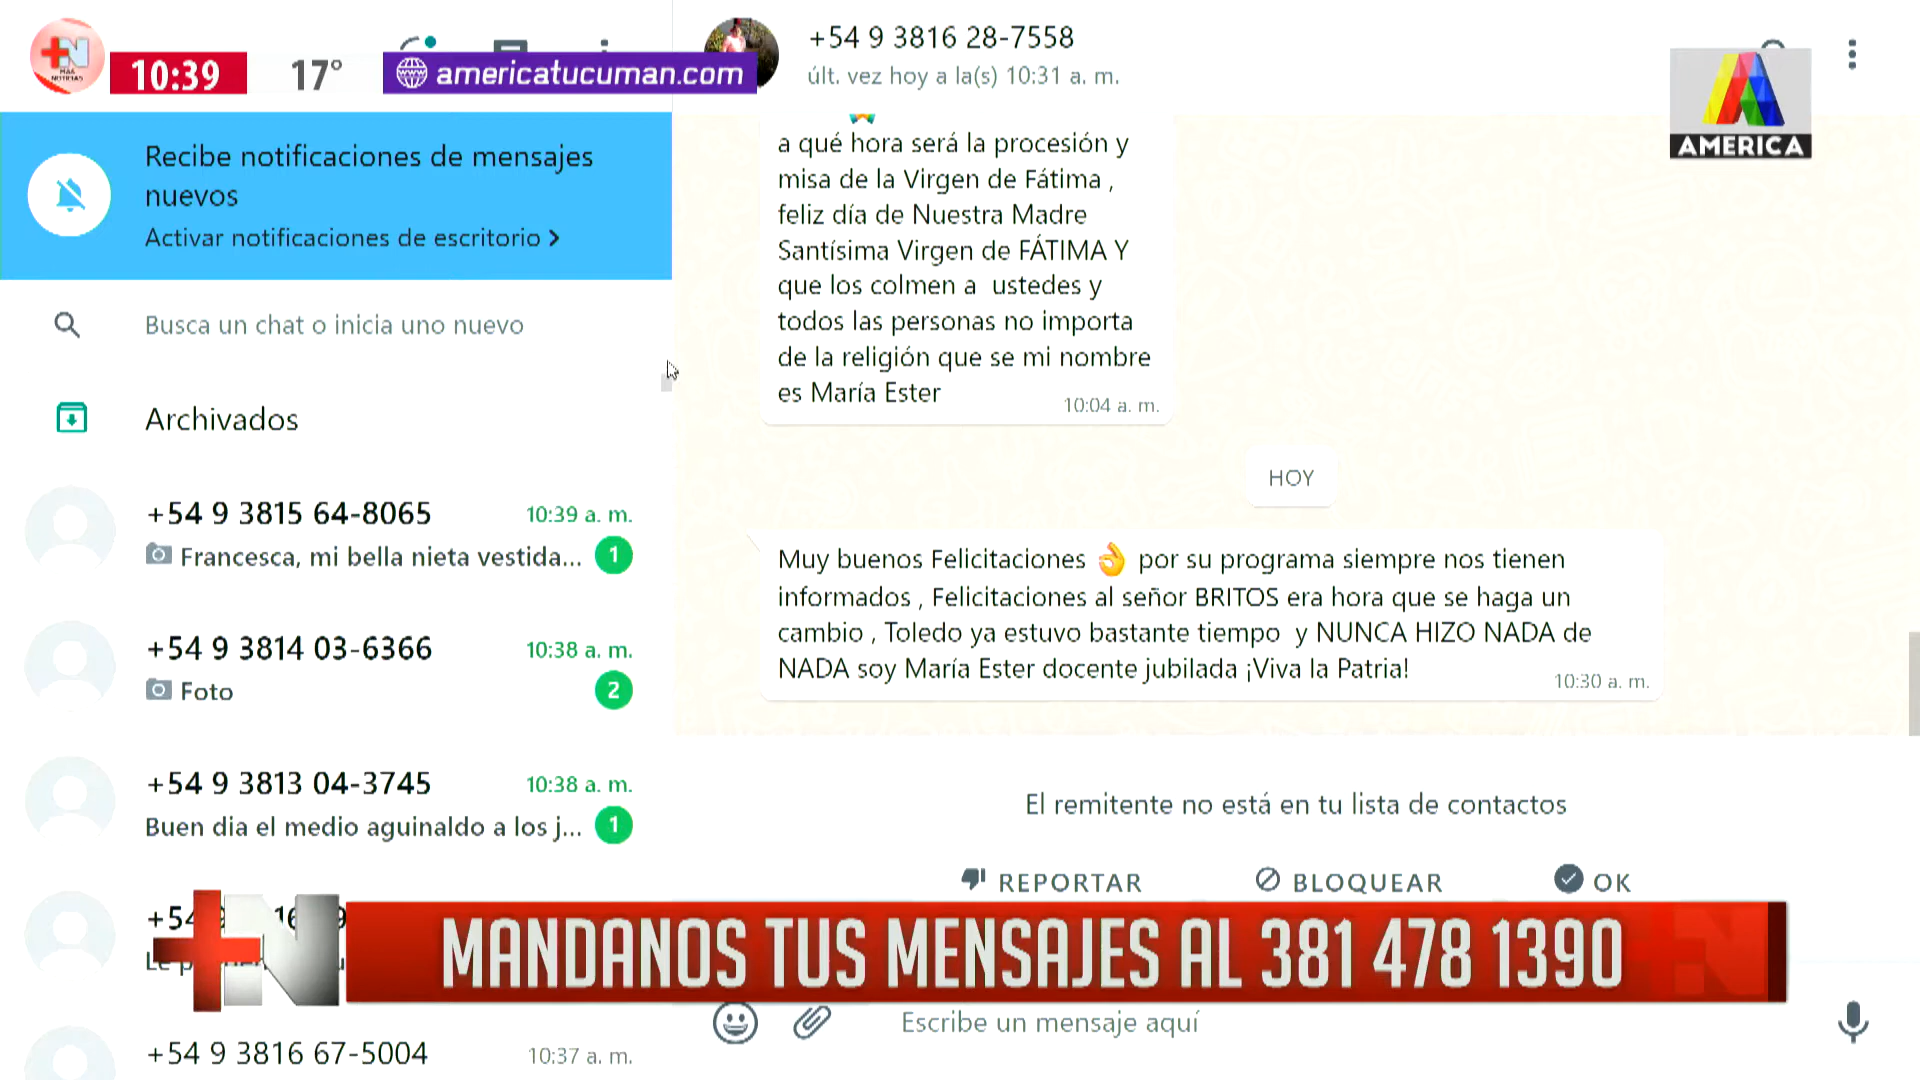 10:39
17°
americatucuman.com
+54 9 3816 28-7558
últ. vez hoy a la(s) 10:31 a. m.
AMERICA
Recibe notificaciones de mensajes
nuevos
Activar notificaciones de escritorio
Busca un chat o inicia uno nuevo
Archivados
+54 9 3815 64-8065
10:39 a. m.
Francesca, mi bella nieta vestida...
1
+54 9 3814 03-6366
10:38 a. m.
Foto
2
+54 9 3813 04-3745
10:38 a. m.
Buen dia el medio aguinaldo a los j...
1
+54 9 3816 67-5004
10:37 a. m.
a qué hora será la procesión y
misa de la Virgen de Fátima ,
feliz día de Nuestra Madre
Santísima Virgen de FÁTIMA Y
que los colmen a ustedes y
todos las personas no importa
de la religión que se mi nombre
es María Ester
10:04 a. m.
HOY
Muy buenos Felicitaciones 👌 por su programa siempre nos tienen
informados , Felicitaciones al señor BRITOS era hora que se haga un
cambio , Toledo ya estuvo bastante tiempo y NUNCA HIZO NADA de
NADA soy María Ester docente jubilada ¡Viva la Patria!
10:30 a. m.
El remitente no está en tu lista de contactos
REPORTAR
BLOQUEAR
OK
+N
MANDANOS TUS MENSAJES AL 381 478 1390
Escribe un mensaje aquí